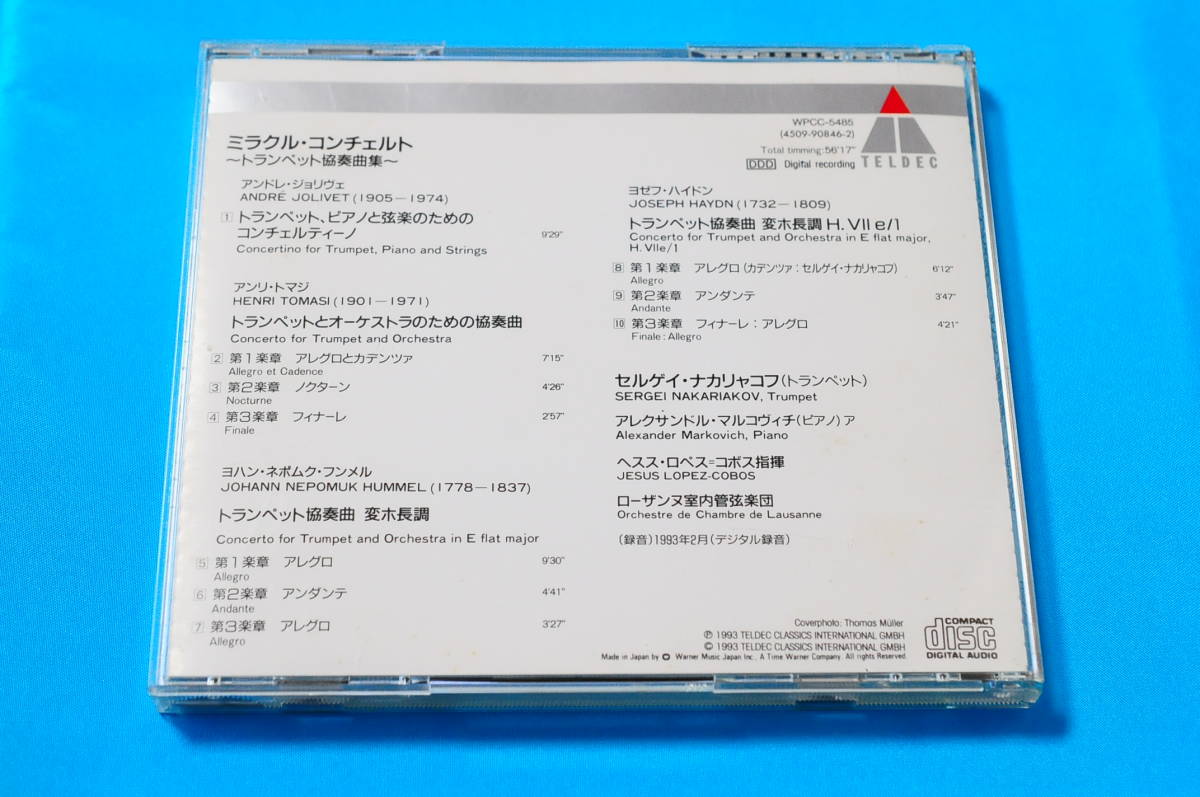 WPCC-5485
(4509-90846-2)
Total timming:56'17"
DDD Digital recording
TELDEC
ミラクル・コンチェルト
〜トランペット協奏曲集〜
アンドレ・ジョリヴェ
ANDRÉ JOLIVET (1905—1974)
1 トランペット、ピアノと弦楽のための
コンチェルティーノ 9'29"
Concertino for Trumpet, Piano and Strings
アンリ・トマジ
HENRI TOMASI (1901—1971)
トランペットとオーケストラのための協奏曲
Concerto for Trumpet and Orchestra
2 第1楽章 アレグロとカデンツァ 7'15"
Allegro et Cadence
3 第2楽章 ノクターン 4'26"
Nocturne
4 第3楽章 フィナーレ 2'57"
Finale
ヨハン・ネポムク・フンメル
JOHANN NEPOMUK HUMMEL (1778—1837)
トランペット協奏曲 変ホ長調
Concerto for Trumpet and Orchestra in E flat major
5 第1楽章 アレグロ 9'30"
Allegro
6 第2楽章 アンダンテ 4'41"
Andante
7 第3楽章 アレグロ 3'27"
Allegro
ヨゼフ・ハイドン
JOSEPH HAYDN (1732—1809)
トランペット協奏曲 変ホ長調 H. VII e/1
Concerto for Trumpet and Orchestra in E flat major,
H. VIIe/1
8 第1楽章 アレグロ (カデンツァ：セルゲイ・ナカリャコフ) 6'12"
Allegro
9 第2楽章 アンダンテ 3'47"
Andante
10 第3楽章 フィナーレ：アレグロ 4'21"
Finale : Allegro
セルゲイ・ナカリャコフ (トランペット)
SERGEI NAKARIAKOV, Trumpet
アレクサンドル・マルコヴィチ (ピアノ) ア
Alexander Markovich, Piano
ヘスス・ロペス＝コボス指揮
JESUS LOPEZ-COBOS
ローザンヌ室内管弦楽団
Orchestre de Chambre de Lausanne
(録音) 1993年2月 (デジタル録音)
Coverphoto: Thomas Müller
℗ 1993 TELDEC CLASSICS INTERNATIONAL GMBH
© 1993 TELDEC CLASSICS INTERNATIONAL GMBH
Made in Japan by Warner Music Japan Inc., A Time Warner Company. All rights Reserved.
COMPACT
disc
DIGITAL AUDIO